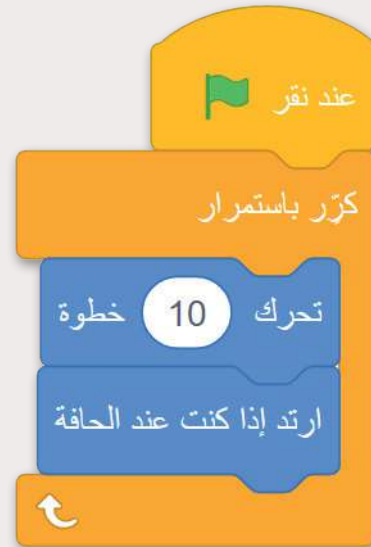 عند نقر
كرّر باستمرار
تحرك 10 خطوة
ارتد إذا كنت عند الحافة